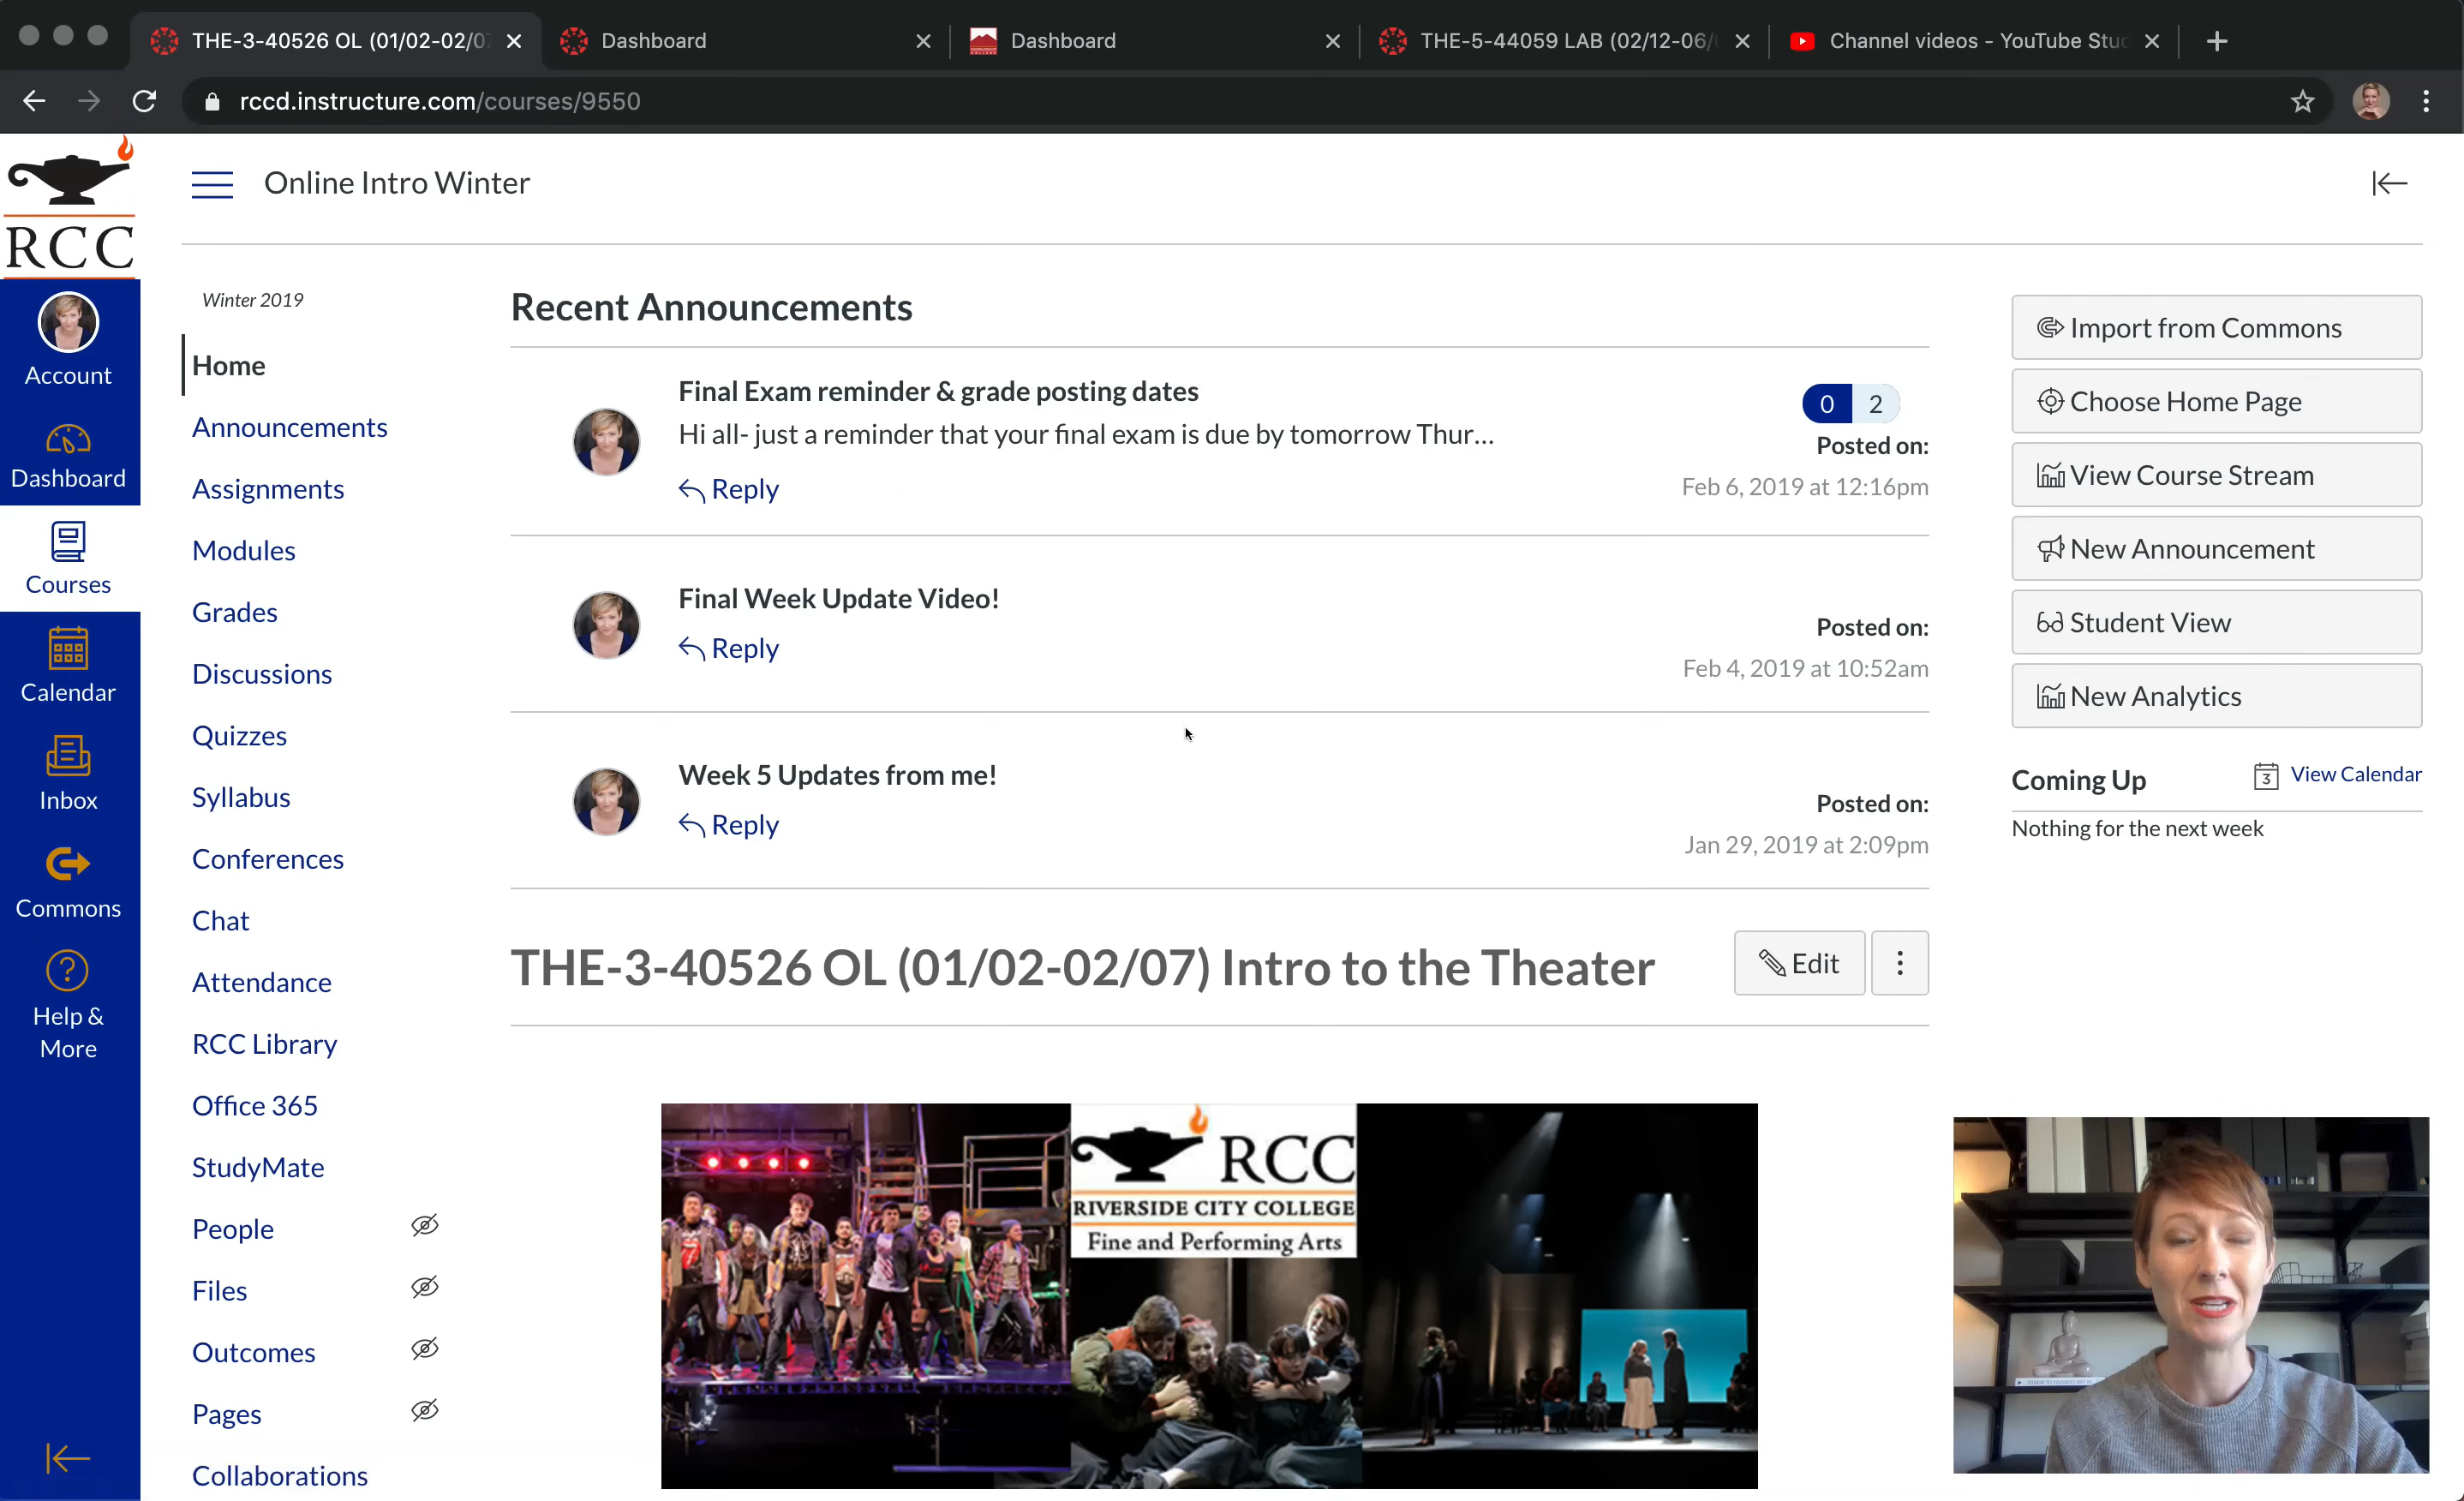 THE-3-40526 OL (01/02-02/0
Dashboard
Dashboard
THE-5-44059 LAB (02/12-06/
Channel videos - YouTube Stu
rccd.instructure.com/courses/9550
RCC
Account
Dashboard
Courses
Calendar
Inbox
Commons
Help &
More
Online Intro Winter
Winter 2019
Home
Announcements
Assignments
Modules
Grades
Discussions
Quizzes
Syllabus
Conferences
Chat
Attendance
RCC Library
Office 365
StudyMate
People
Files
Outcomes
Pages
Collaborations
Recent Announcements
Final Exam reminder & grade posting dates
Hi all- just a reminder that your final exam is due by tomorrow Thur...
Reply
0 2
Posted on:
Feb 6, 2019 at 12:16pm
Final Week Update Video!
Reply
Posted on:
Feb 4, 2019 at 10:52am
Week 5 Updates from me!
Reply
Posted on:
Jan 29, 2019 at 2:09pm
THE-3-40526 OL (01/02-02/07) Intro to the Theater
Edit
RCC
RIVERSIDE CITY COLLEGE
Fine and Performing Arts
Import from Commons
Choose Home Page
View Course Stream
New Announcement
Student View
New Analytics
Coming Up
3 View Calendar
Nothing for the next week